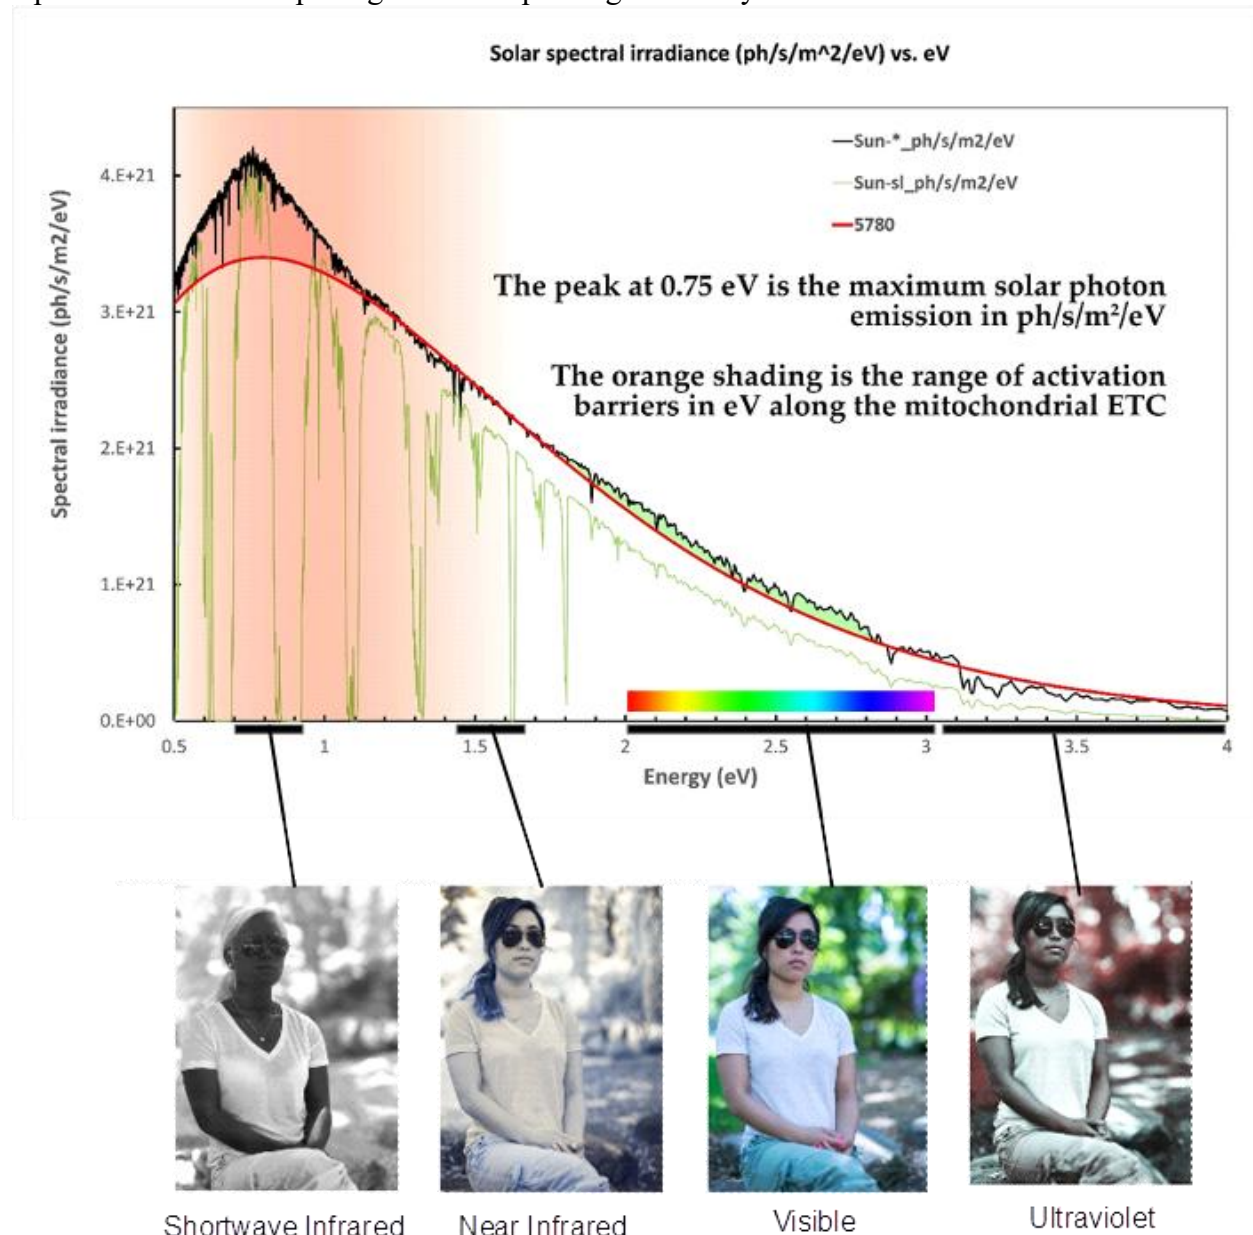 Solar spectral irradiance (ph/s/m^2/eV) vs. eV
Sun-*_ph/s/m2/eV
Sun-sl_ph/s/m2/eV
5780
The peak at 0.75 eV is the maximum solar photon
emission in ph/s/m²/eV
The orange shading is the range of activation
barriers in eV along the mitochondrial ETC
Spectral irradiance (ph/s/m2/eV)
4.E+21
3.E+21
2.E+21
1.E+21
0.E+00
0.5 1 1.5 2 2.5 3 3.5 4
Energy (eV)
Shortwave Infrared Near Infrared Visible Ultraviolet